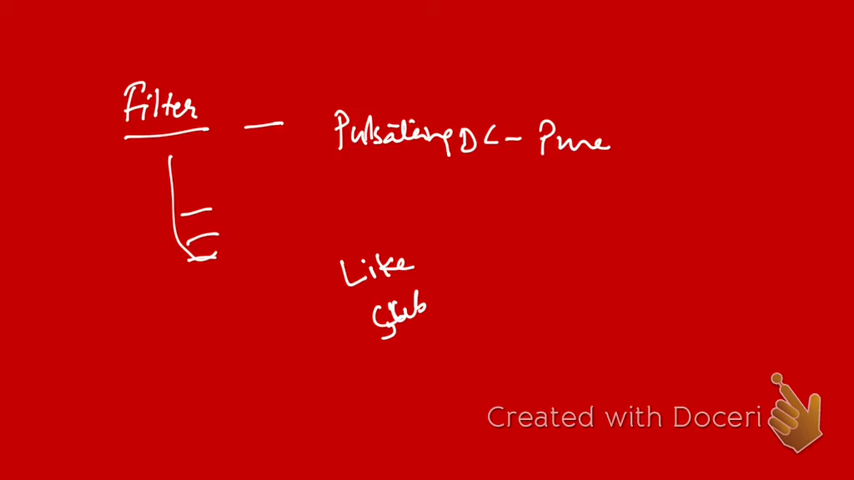 Filter — Pulsating DC - Pure
Like
Created with Doceri